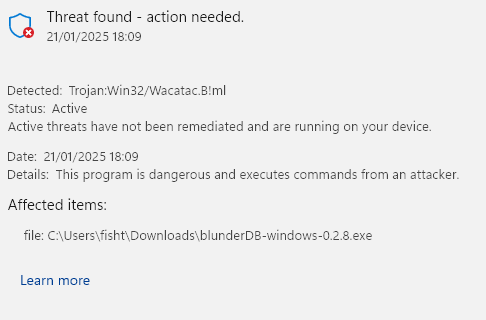 Threat found - action needed.
21/01/2025 18:09
Detected:  Trojan:Win32/Wacatac.B!ml
Status:  Active
Active threats have not been remediated and are running on your device.
Date:  21/01/2025 18:09
Details:  This program is dangerous and executes commands from an attacker.
Affected items:
file: C:\Users\fisht\Downloads\blunderDB-windows-0.2.8.exe
Learn more